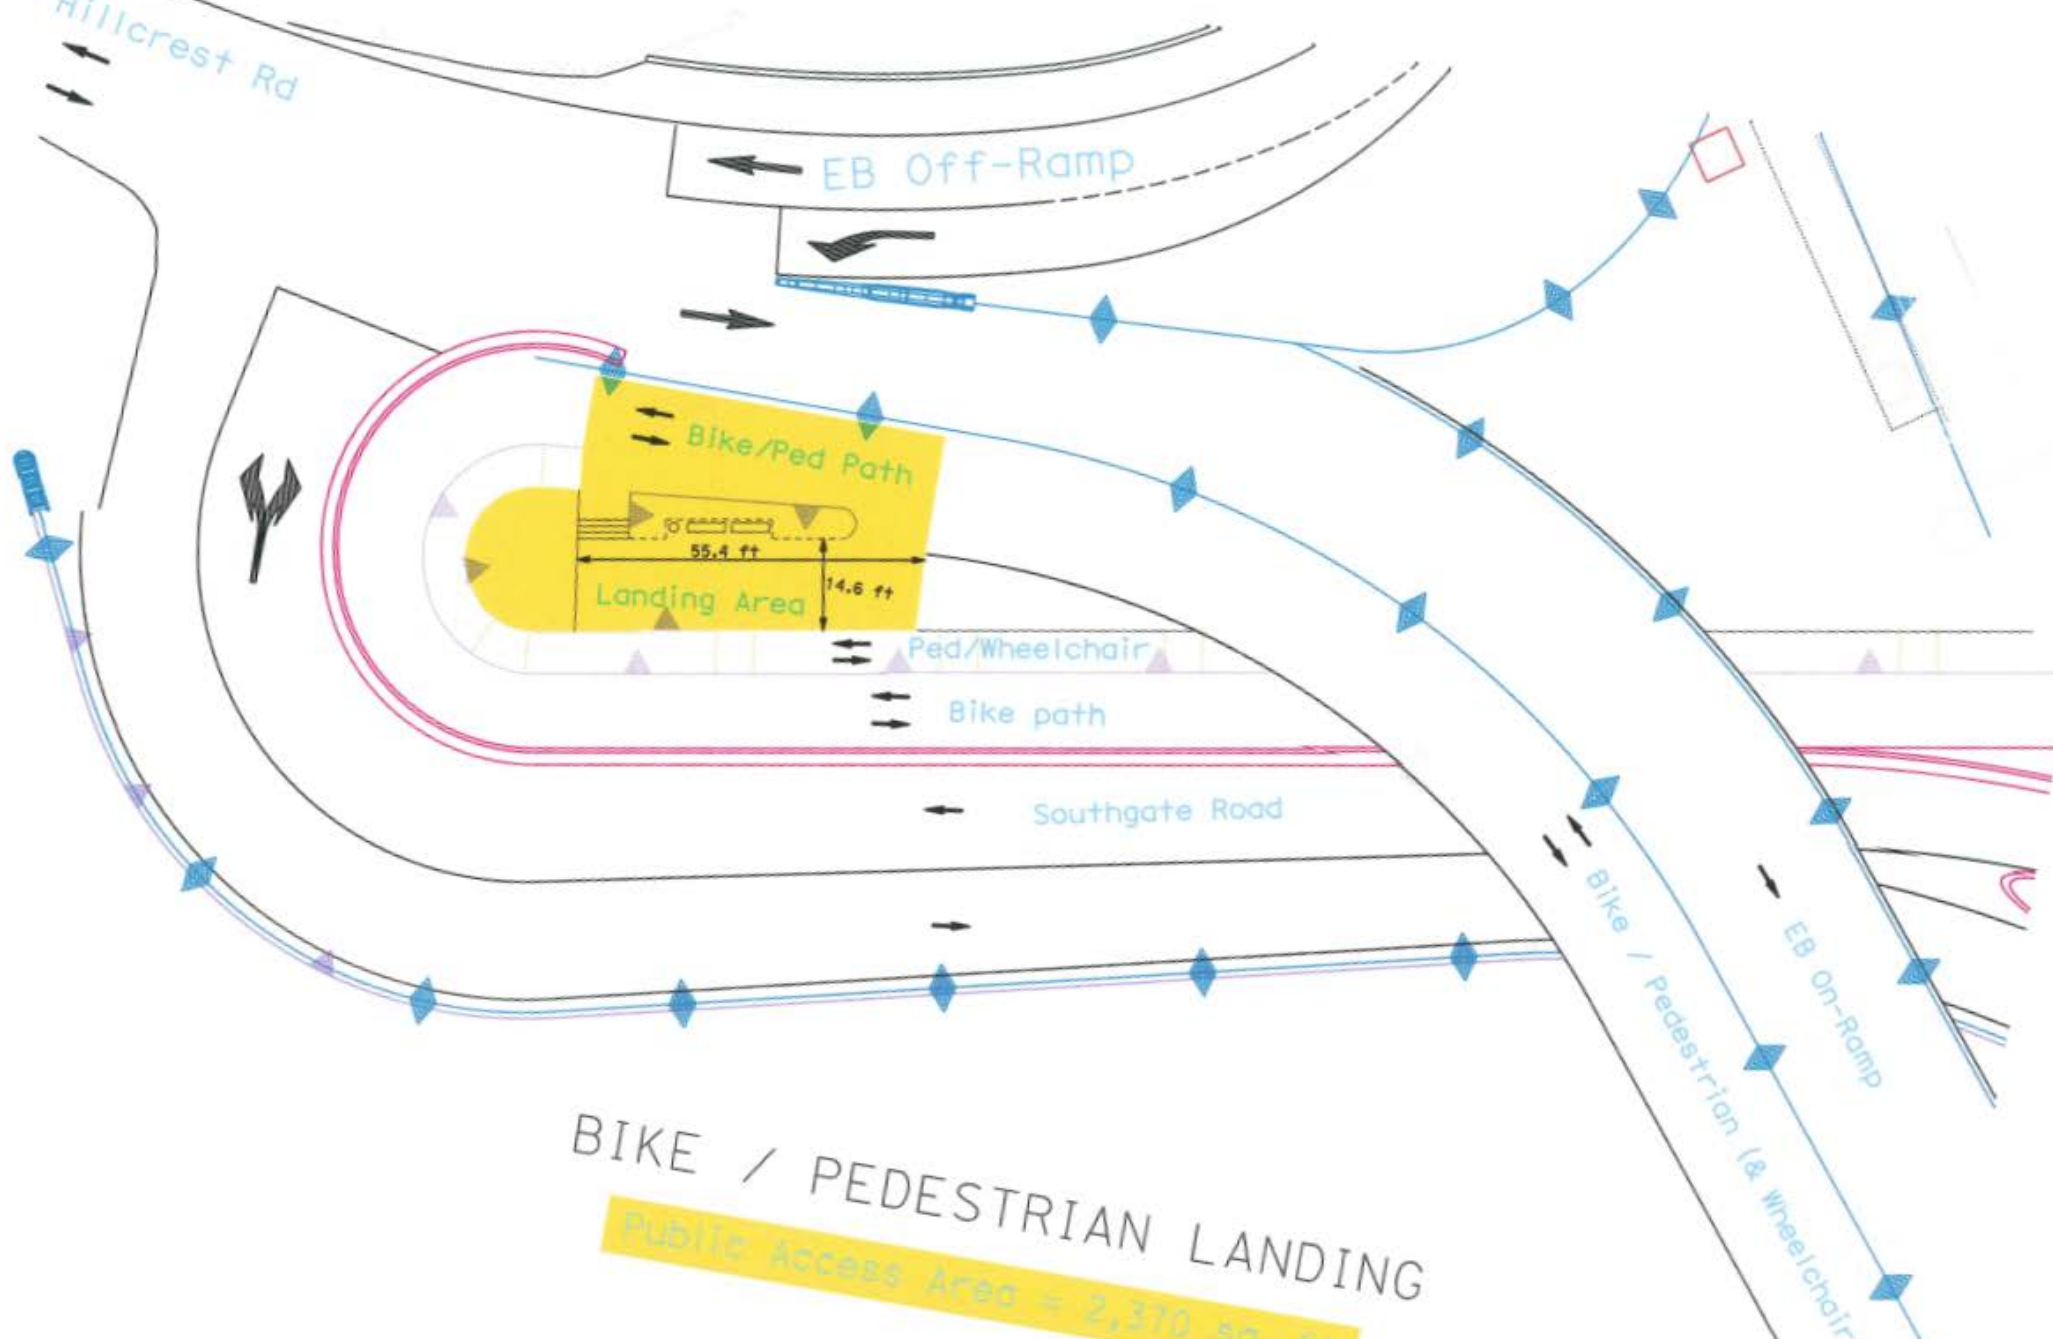 Hillcrest Rd
EB Off-Ramp
Bike/Ped Path
55.4 ft
14.6 ft
Landing Area
Ped/Wheelchair
Bike path
Southgate Road
Bike / Pedestrian (& Wheelchair
EB On-Ramp
BIKE / PEDESTRIAN LANDING
Public Access Area = 2,370 sq.